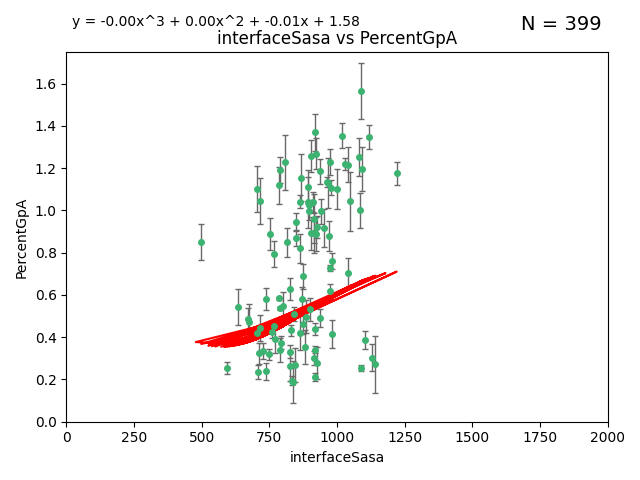 y = -0.00x^3 + 0.00x^2 + -0.01x + 1.58
N = 399
interfaceSasa vs PercentGpA
1.6
1.4
1.2
1.0
0.8
0.6
0.4
0.2
0.0
PercentGpA
0 250 500 750 1000 1250 1500 1750 2000
interfaceSasa